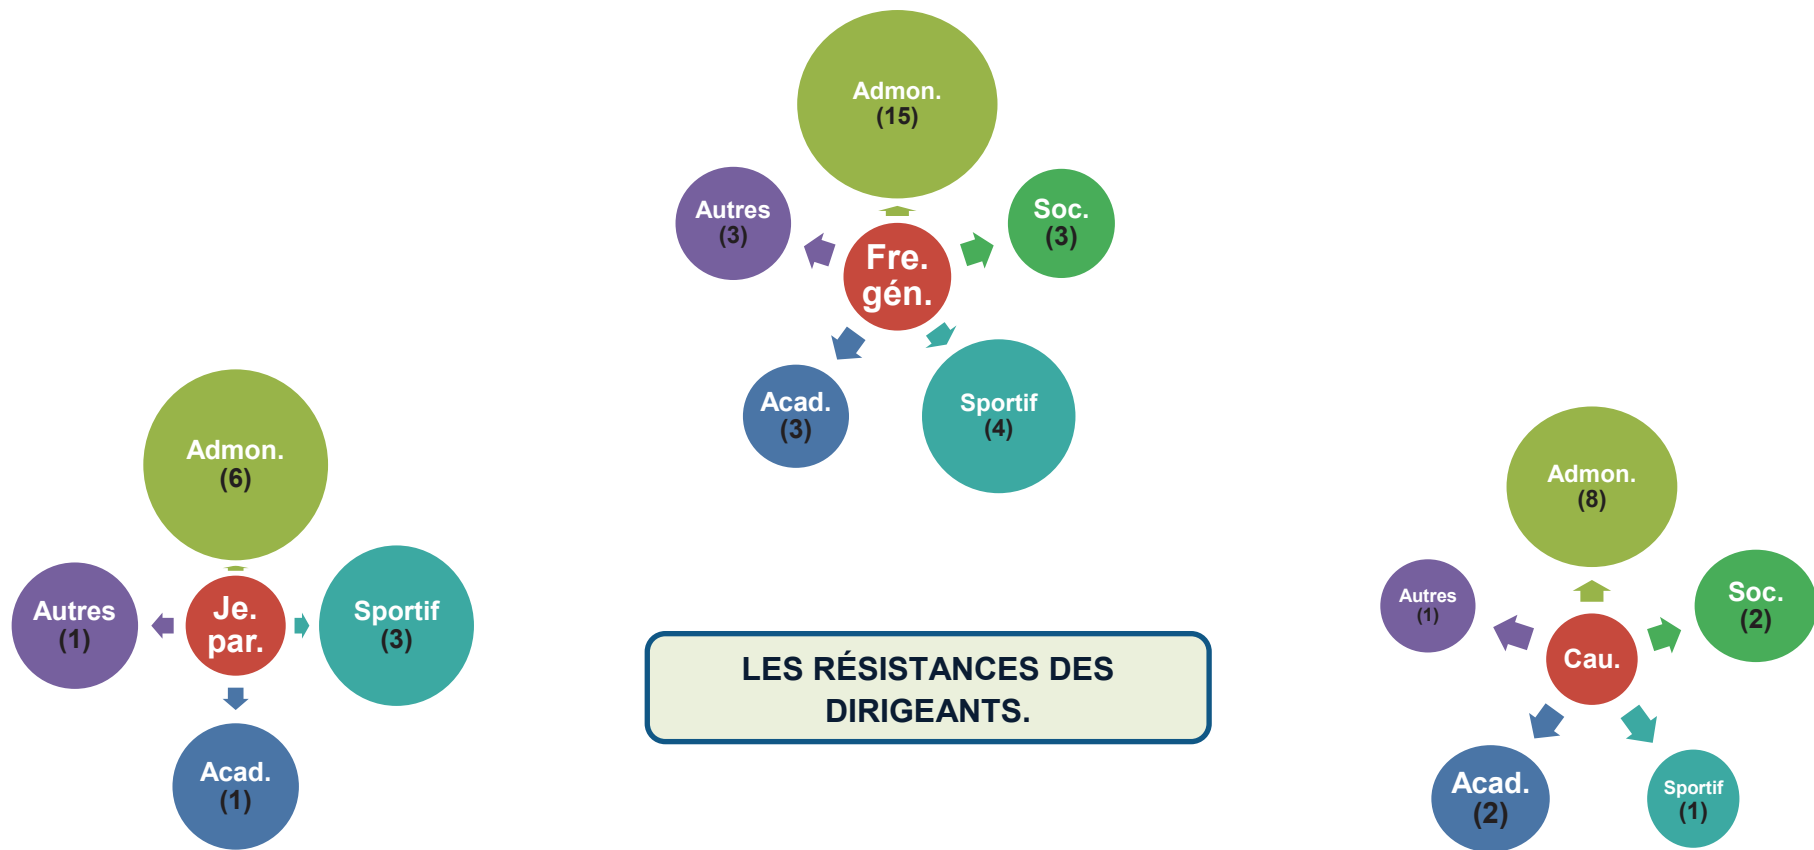 Admon.
(15)
Autres
(3)
Soc.
(3)
Fre.
gén.
Acad.
(3)
Sportif
(4)
Admon.
(6)
Autres
(1)
Je.
par.
Sportif
(3)
Acad.
(1)
LES RÉSISTANCES DES
DIRIGEANTS.
Admon.
(8)
Autres
(1)
Soc.
(2)
Cau.
Acad.
(2)
Sportif
(1)